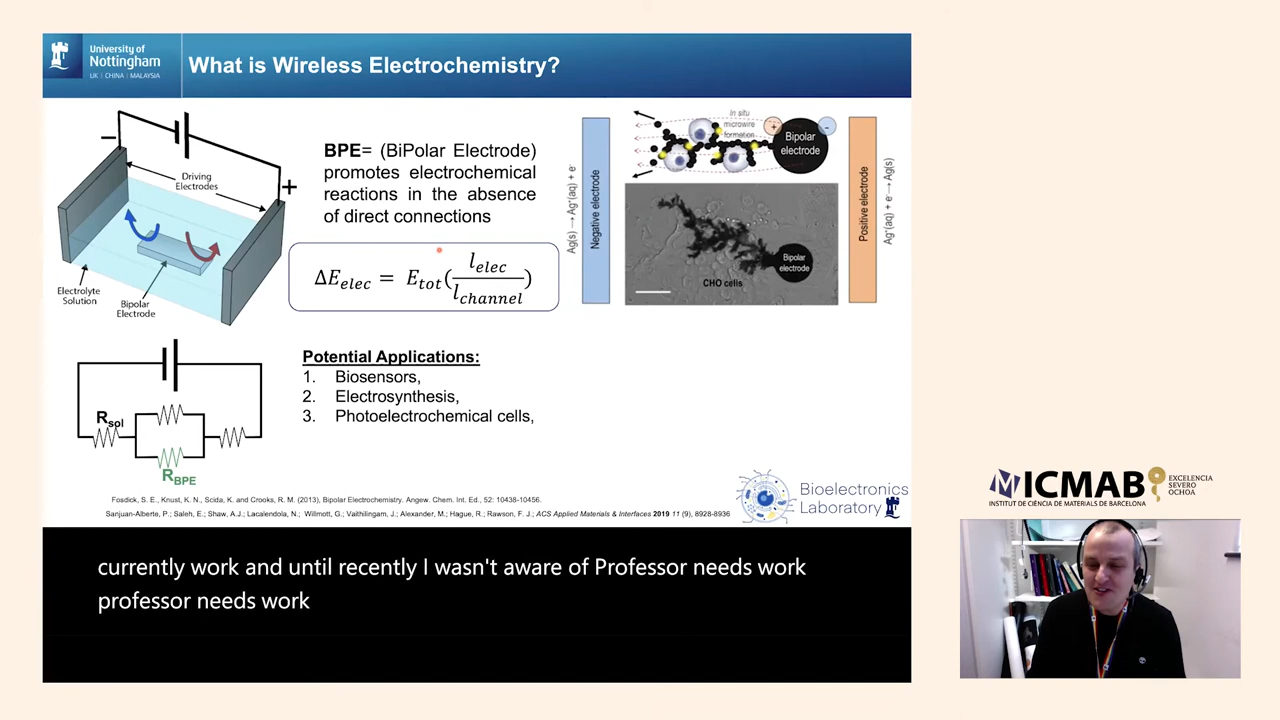 University of
Nottingham
UK | CHINA | MALAYSIA
What is Wireless Electrochemistry?
−
+
Driving
Electrodes
Electrolyte
Solution
Bipolar
Electrode
BPE= (BiPolar Electrode)
promotes electrochemical
reactions in the absence
of direct connections
ΔE_elec = E_tot(l_elec / l_channel)
Ag(s) → Ag⁺(aq) + e⁻
Negative electrode
In situ
microwire
formation
+
-
Bipolar
electrode
Bipolar
electrode
CHO cells
Positive electrode
Ag⁺(aq) + e⁻ → Ag(s)
R_sol
R_BPE
Potential Applications:
1. Biosensors,
2. Electrosynthesis,
3. Photoelectrochemical cells,
Fosdick, S. E., Knust, K. N., Scida, K. and Crooks, R. M. (2013), Bipolar Electrochemistry. Angew. Chem. Int. Ed., 52: 10438-10456.
Sanjuan-Alberte, P.; Saleh, E.; Shaw, A.J.; Lacalendola, N.; Willmott, G.; Vaithilingam, J.; Alexander, M.; Hague, R.; Rawson, F. J.; ACS Applied Materials & Interfaces 2019 11 (9), 8928-8936
Bioelectronics
Laboratory
currently work and until recently I wasn't aware of Professor needs work
professor needs work
ICMAB
INSTITUT DE CIÈNCIA DE MATERIALS DE BARCELONA
EXCELENCIA
SEVERO
OCHOA